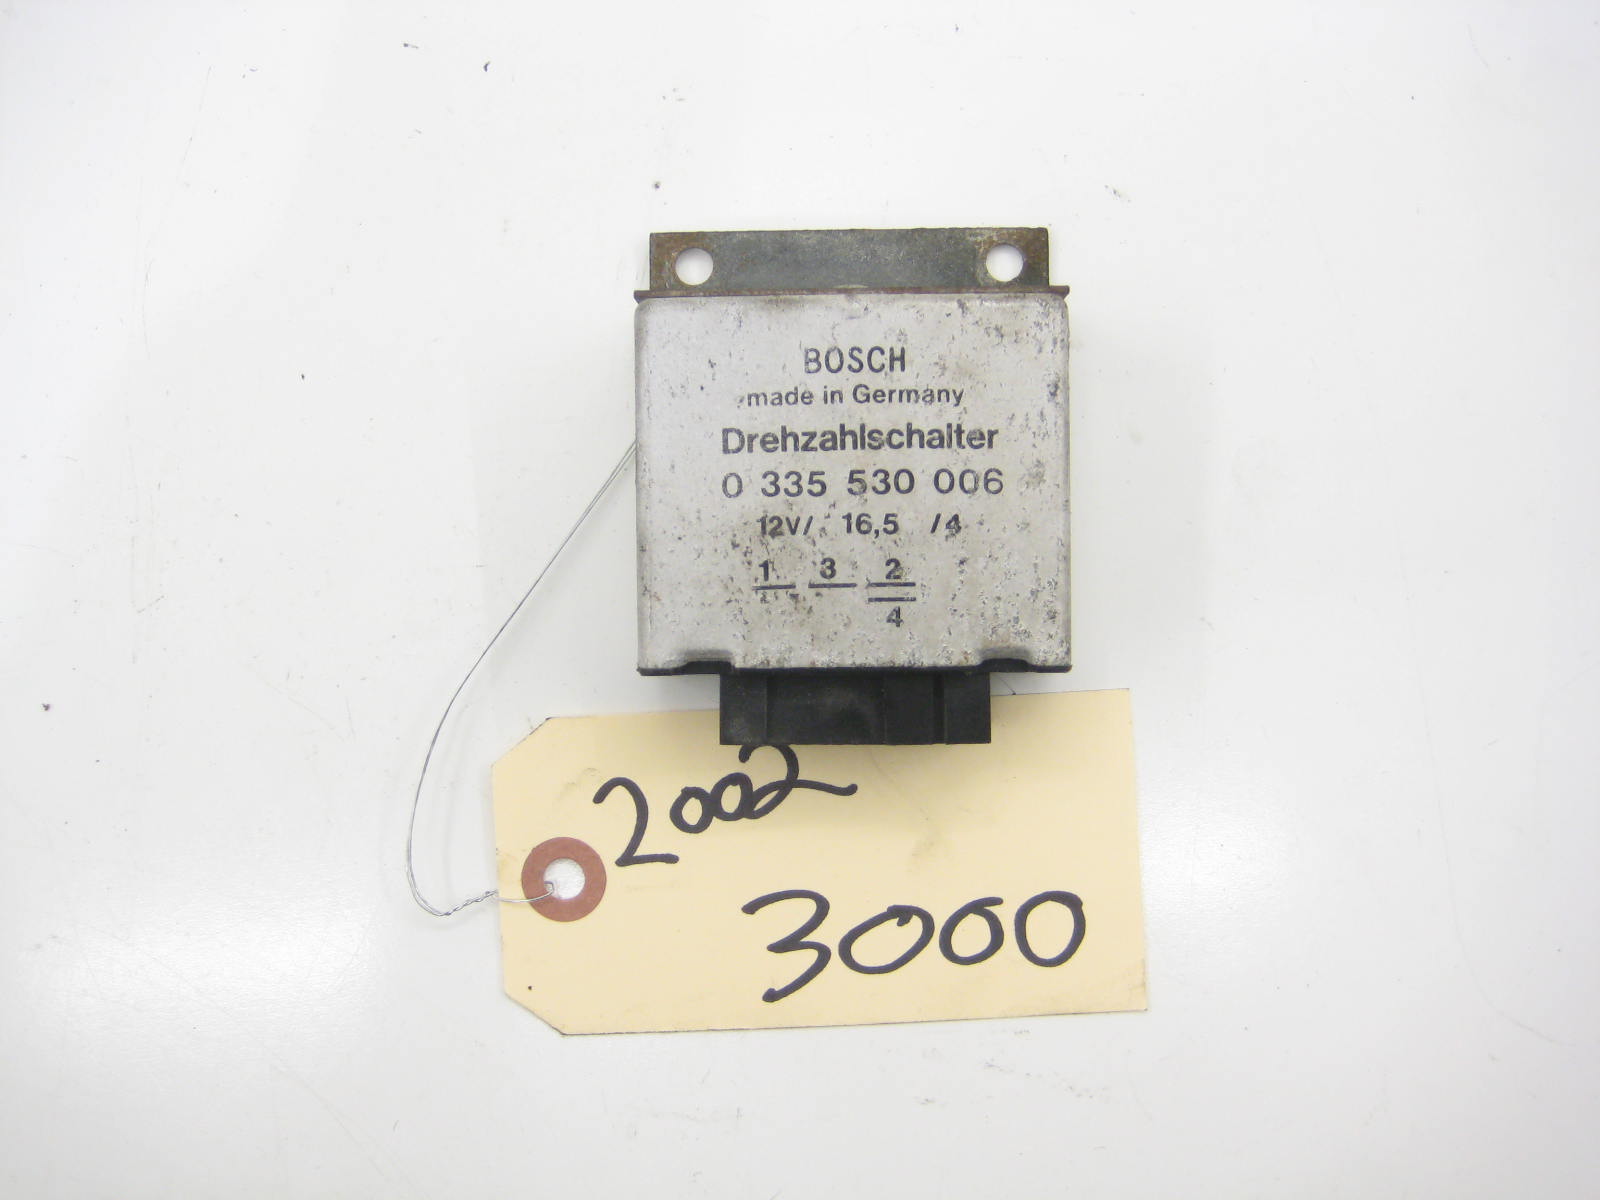 BOSCH
made in Germany
Drehzahlschalter
0 335 530 006
12V/ 16,5 /4
1 3 2
4
2002
3000